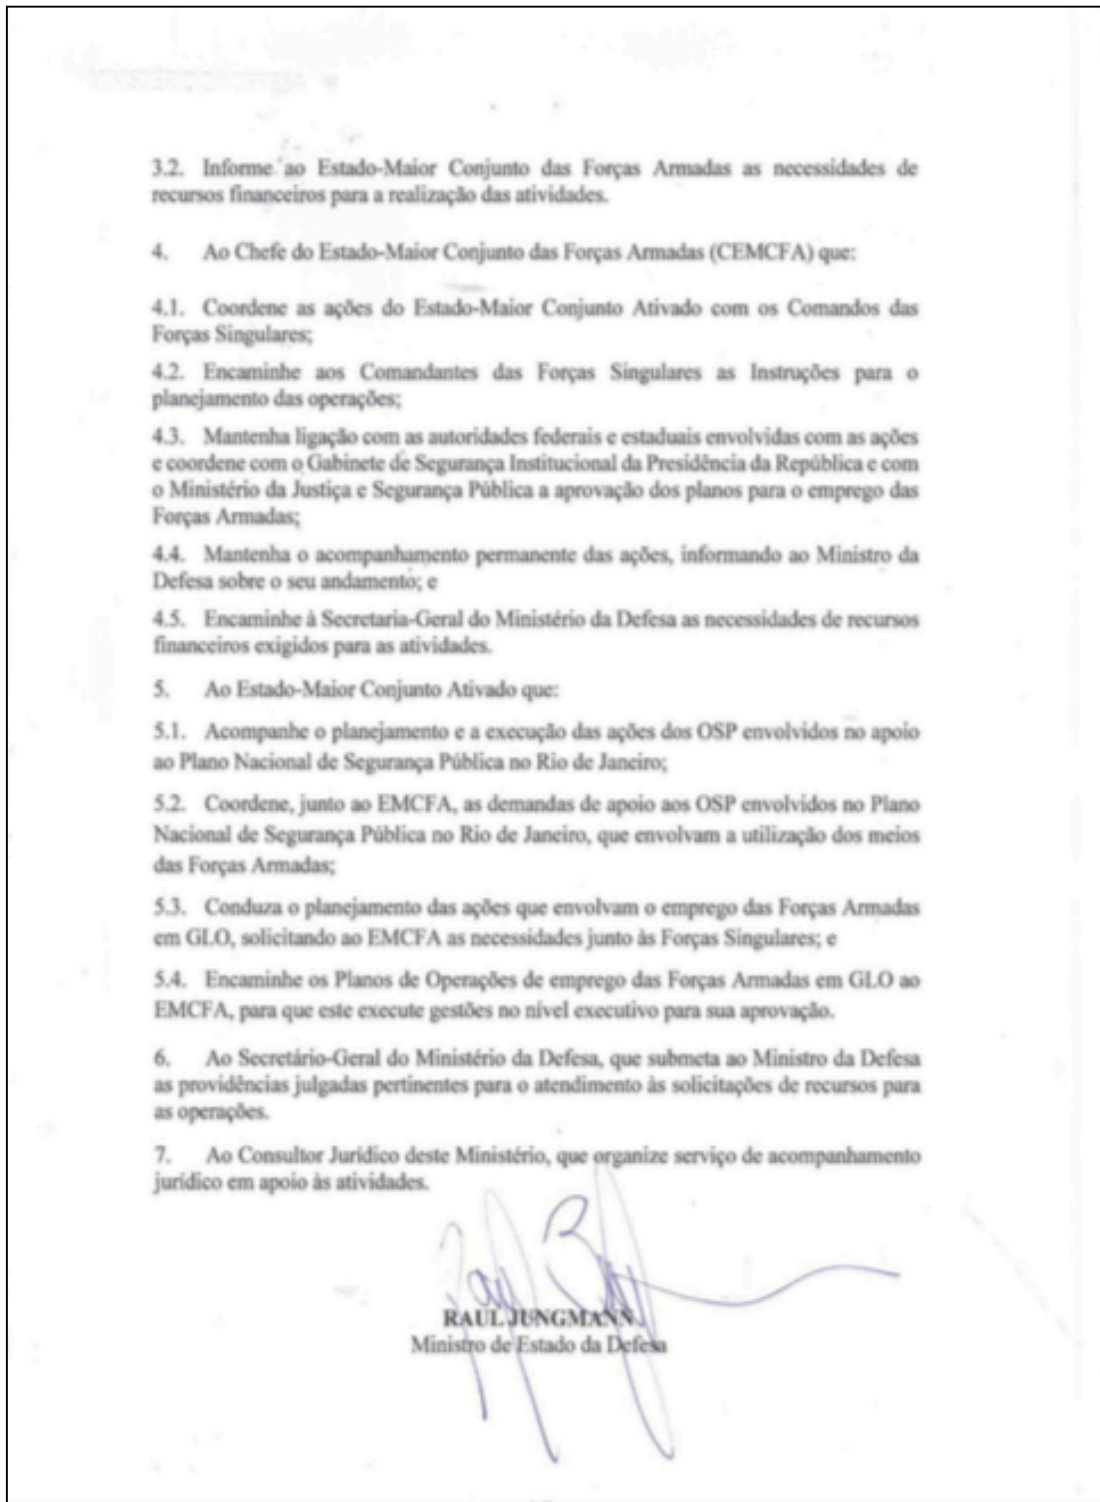 3.2. Informe ao Estado-Maior Conjunto das Forças Armadas as necessidades de
recursos financeiros para a realização das atividades.
4. Ao Chefe do Estado-Maior Conjunto das Forças Armadas (CEMCFA) que:
4.1. Coordene as ações do Estado-Maior Conjunto Ativado com os Comandos das
Forças Singulares;
4.2. Encaminhe aos Comandantes das Forças Singulares as Instruções para o
planejamento das operações;
4.3. Mantenha ligação com as autoridades federais e estaduais envolvidas com as ações
e coordene com o Gabinete de Segurança Institucional da Presidência da República e com
o Ministério da Justiça e Segurança Pública a aprovação dos planos para o emprego das
Forças Armadas;
4.4. Mantenha o acompanhamento permanente das ações, informando ao Ministro da
Defesa sobre o seu andamento; e
4.5. Encaminhe à Secretaria-Geral do Ministério da Defesa as necessidades de recursos
financeiros exigidos para as atividades.
5. Ao Estado-Maior Conjunto Ativado que:
5.1. Acompanhe o planejamento e a execução das ações dos OSP envolvidos no apoio
ao Plano Nacional de Segurança Pública no Rio de Janeiro;
5.2. Coordene, junto ao EMCFA, as demandas de apoio aos OSP envolvidos no Plano
Nacional de Segurança Pública no Rio de Janeiro, que envolvam a utilização dos meios
das Forças Armadas;
5.3. Conduza o planejamento das ações que envolvam o emprego das Forças Armadas
em GLO, solicitando ao EMCFA as necessidades junto às Forças Singulares; e
5.4. Encaminhe os Planos de Operações de emprego das Forças Armadas em GLO ao
EMCFA, para que este execute gestões no nível executivo para sua aprovação.
6. Ao Secretário-Geral do Ministério da Defesa, que submeta ao Ministro da Defesa
as providências julgadas pertinentes para o atendimento às solicitações de recursos para
as operações.
7. Ao Consultor Jurídico deste Ministério, que organize serviço de acompanhamento
jurídico em apoio às atividades.
RAUL JUNGMANN
Ministro de Estado da Defesa